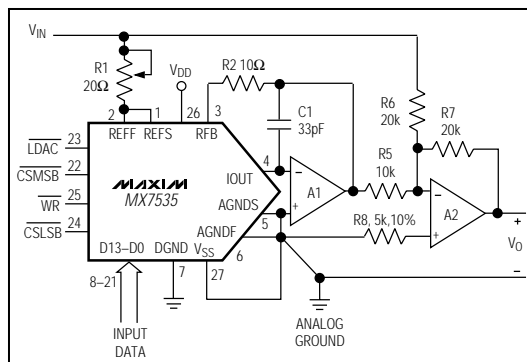 VIN
R1
20Ω
VDD
R2 10Ω
C1
33pF
R6
20k
R7
20k
2
1
26
3
REFF
REFS
RFB
LDAC 23
CSMSB 22
WR 25
CSLSB 24
MAXIM
MX7535
IOUT
4
AGNDS
5
AGNDF
6
D13–D0
DGND
VSS
8–21
7
27
–
+
A1
R5
10k
R8, 5k,10%
–
+
A2
+
VO
–
INPUT
DATA
ANALOG
GROUND